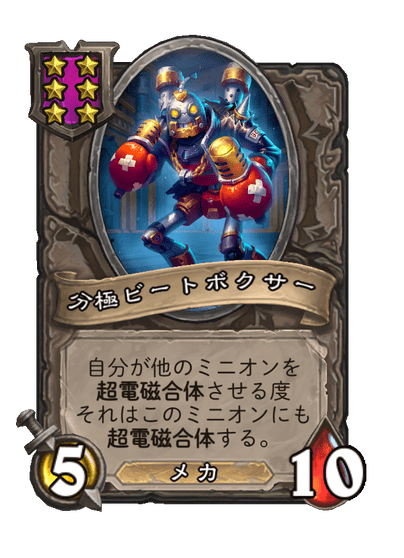 分極ビートボクサー
自分が他のミニオンを
超電磁合体させる度
それはこのミニオンにも
超電磁合体する。
メカ
5
10